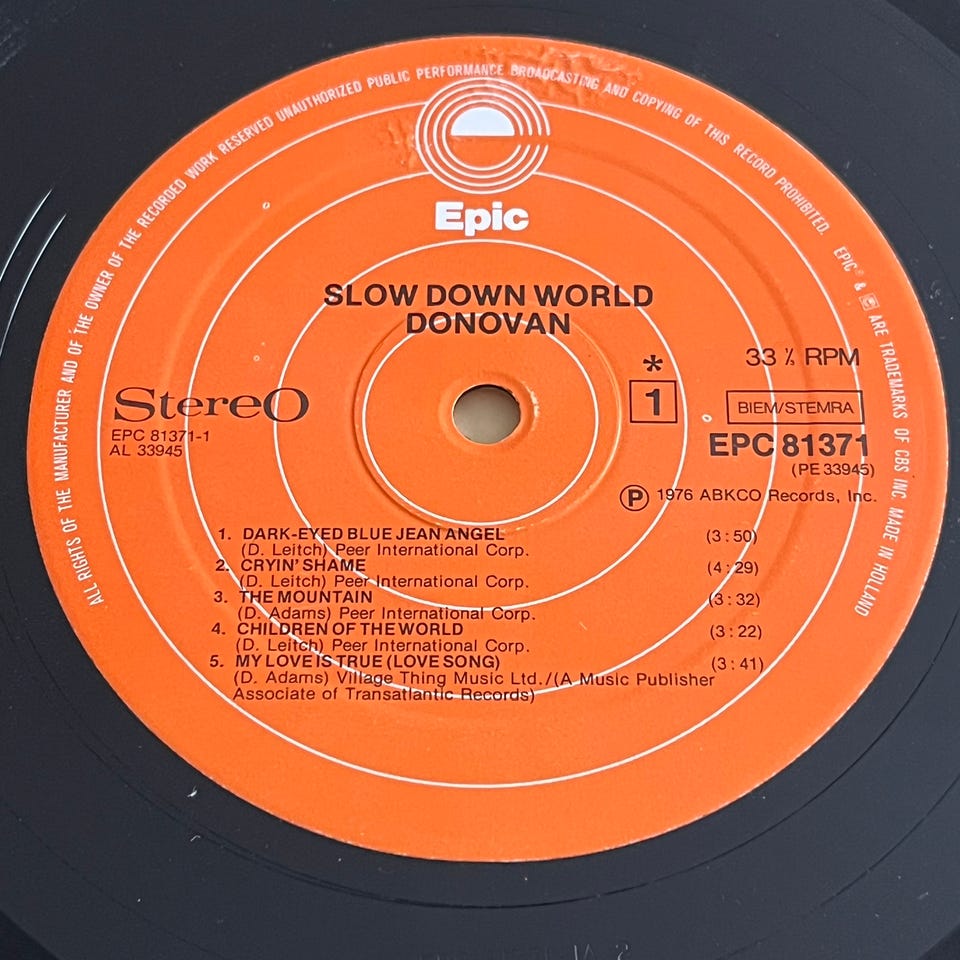 ALL RIGHTS OF THE MANUFACTURER AND OF THE OWNER OF THE RECORDED WORK RESERVED UNAUTHORIZED PUBLIC PERFORMANCE BROADCASTING AND COPYING OF THIS RECORD PROHIBITED. EPIC ® & ARE TRADEMARKS OF CBS INC. MADE IN HOLLAND
Epic
SLOW DOWN WORLD
DONOVAN
Stereo
EPC 81371-1
AL 33945
33 ⅓ RPM
*
1
BIEM/STEMRA
EPC 81371
(PE 33945)
Ⓟ 1976 ABKCO Records, Inc.
1. DARK-EYED BLUE JEAN ANGEL (3:50)
(D. Leitch) Peer International Corp.
2. CRYIN' SHAME (4:29)
(D. Leitch) Peer International Corp.
3. THE MOUNTAIN (3:32)
(D. Adams) Peer International Corp.
4. CHILDREN OF THE WORLD (3:22)
(D. Leitch) Peer International Corp.
5. MY LOVE IS TRUE (LOVE SONG) (3:41)
(D. Adams) Village Thing Music Ltd./(A Music Publisher
Associate of Transatlantic Records)